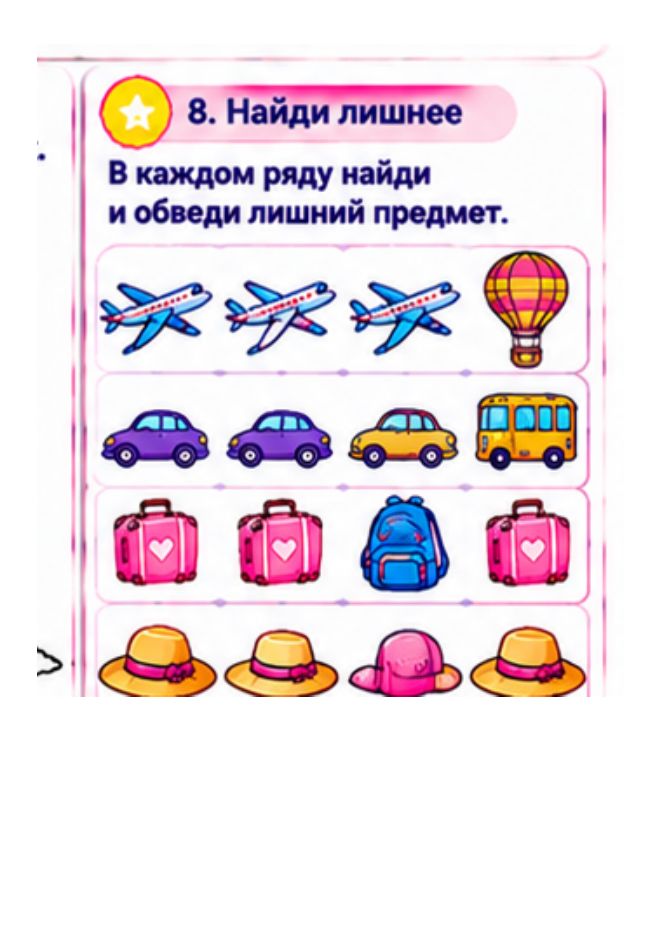 8. Найди лишнее
В каждом ряду найди
и обведи лишний предмет.